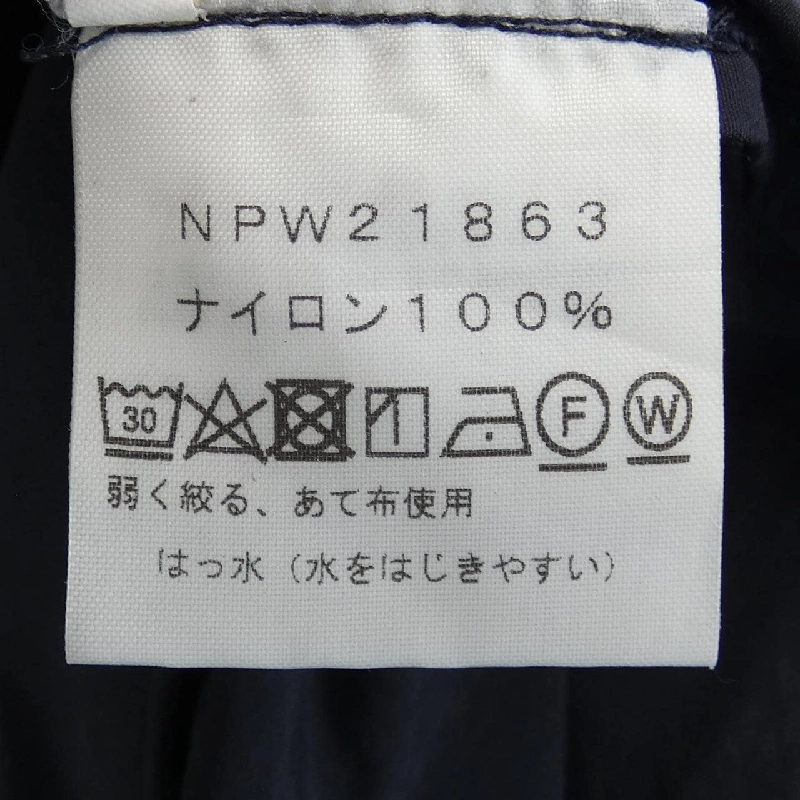 NPW21863
ナイロン100%
30 F W
弱く絞る、あて布使用
はっ水（水をはじきやすい）